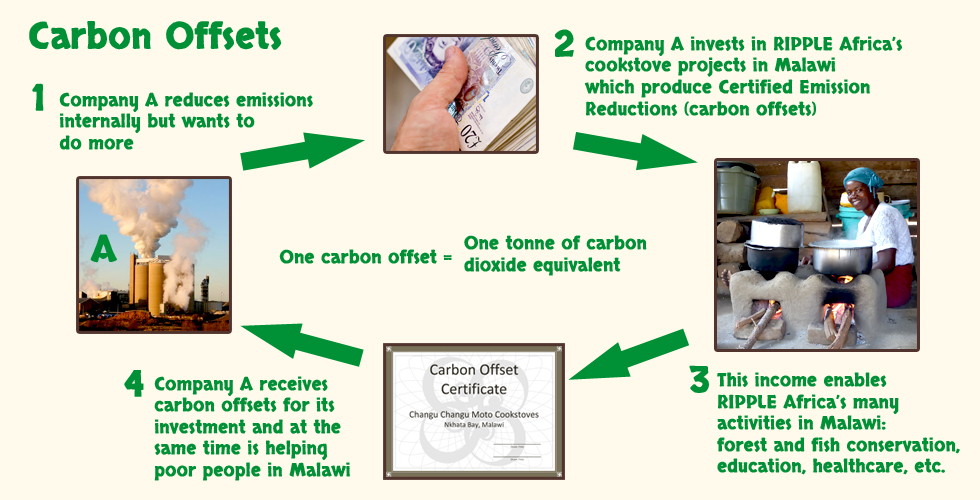 Carbon Offsets
1
Company A reduces emissions
internally but wants to
do more
£20
2
Company A invests in RIPPLE Africa's
cookstove projects in Malawi
which produce Certified Emission
Reductions (carbon offsets)
A
One carbon offset =
One tonne of carbon
dioxide equivalent
3
This income enables
RIPPLE Africa's many
activities in Malawi:
forest and fish conservation,
education, healthcare, etc.
Carbon Offset
Certificate
Changu Changu Moto Cookstoves
Nkhata Bay, Malawi
4
Company A receives
carbon offsets for its
investment and at the
same time is helping
poor people in Malawi